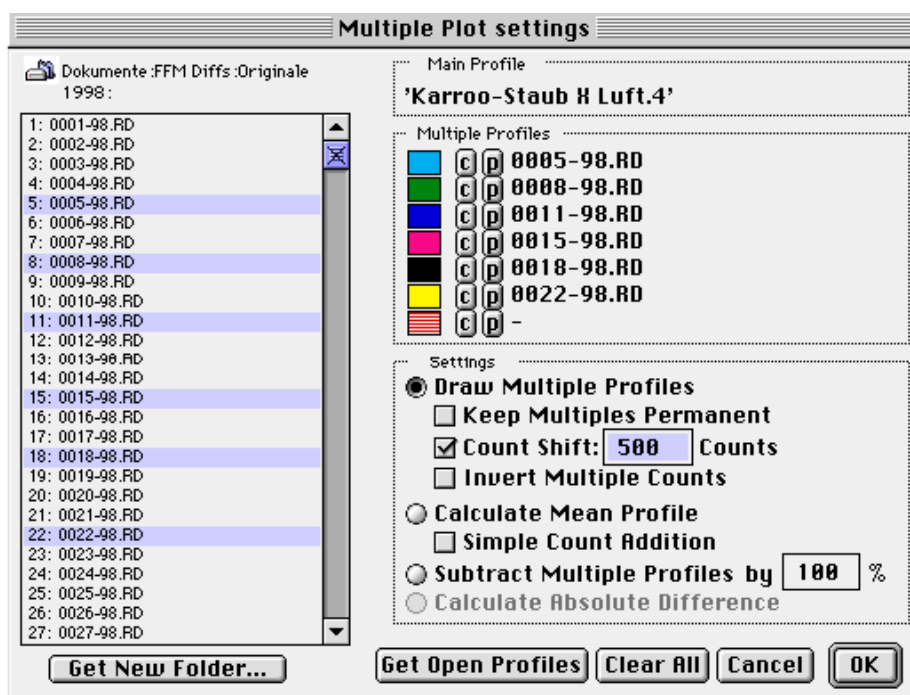 Multiple Plot settings
Dokumente :FFM Diffs :Originale
1998 :
1: 0001-98.RD
2: 0002-98.RD
3: 0003-98.RD
4: 0004-98.RD
5: 0005-98.RD
6: 0006-98.RD
7: 0007-98.RD
8: 0008-98.RD
9: 0009-98.RD
10: 0010-98.RD
11: 0011-98.RD
12: 0012-98.RD
13: 0013-98.RD
14: 0014-98.RD
15: 0015-98.RD
16: 0016-98.RD
17: 0017-98.RD
18: 0018-98.RD
19: 0019-98.RD
20: 0020-98.RD
21: 0021-98.RD
22: 0022-98.RD
23: 0023-98.RD
24: 0024-98.RD
25: 0025-98.RD
26: 0026-98.RD
27: 0027-98.RD
Get New Folder...
Main Profile
'Karroo-Staub X Luft.4'
Multiple Profiles
c p 0005-98.RD
c p 0008-98.RD
c p 0011-98.RD
c p 0015-98.RD
c p 0018-98.RD
c p 0022-98.RD
c p -
Settings
Draw Multiple Profiles
Keep Multiples Permanent
Count Shift: 500 Counts
Invert Multiple Counts
Calculate Mean Profile
Simple Count Addition
Subtract Multiple Profiles by 100 %
Calculate Absolute Difference
Get Open Profiles Clear All Cancel OK